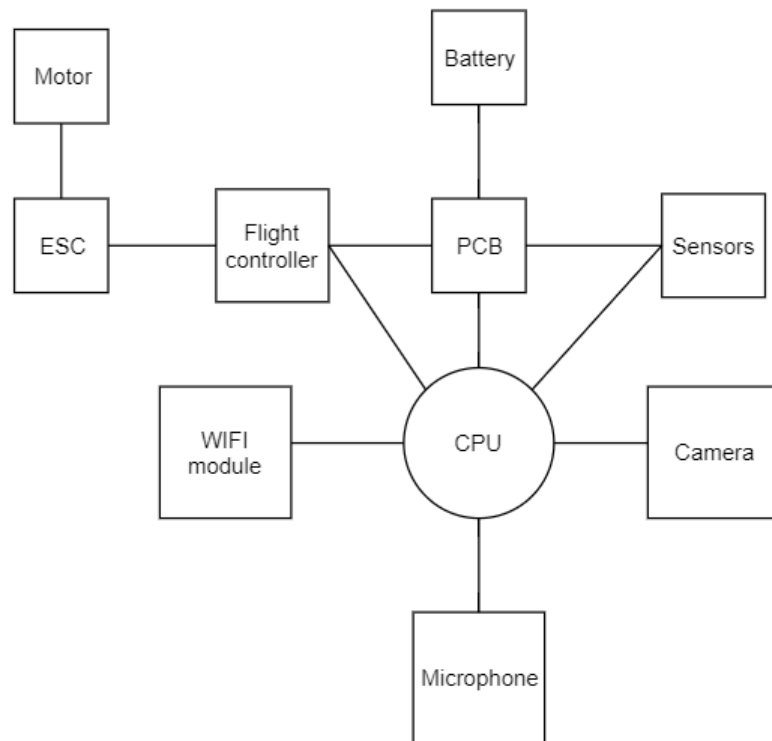 Motor
Battery
ESC
Flight
controller
PCB
Sensors
WIFI
module
CPU
Camera
Microphone